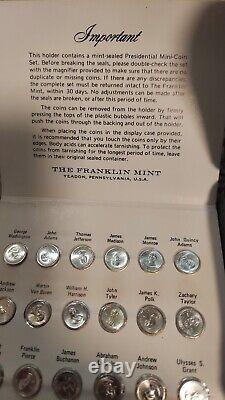 Important
This holder contains a mint-sealed Presidential Mini-Coin
Set. Before breaking the seals, please double-check the set
with the magnifier provided to make sure that there are no
duplicate or missing coins. If there are any discrepancies
the complete set must be returned intact to The Franklin
Mint, within 30 days. No adjustments can be made after
the seals are broken, or after this period of time.
The coins can be removed from the holder by firmly
pressing the tops of the plastic bubbles inward. This will
push the coins through the backing and out of the holder.
When placing the coins in the display case provided,
it is recommended that you touch the coins only by their
edges. Body acids can accelerate tarnishing. To protect the
coins from tarnishing for the longest period of time, leave
them in their original sealed container.
THE FRANKLIN MINT
YEADON, PENNSYLVANIA, U.S.A.
George Washington
John Adams
Thomas Jefferson
James Madison
James Monroe
John Quincy Adams
Andrew Jackson
Martin Van Buren
William H. Harrison
John Tyler
James K. Polk
Zachary Taylor
Franklin Pierce
James Buchanan
Abraham
Andrew Johnson
Ulysses S. Grant